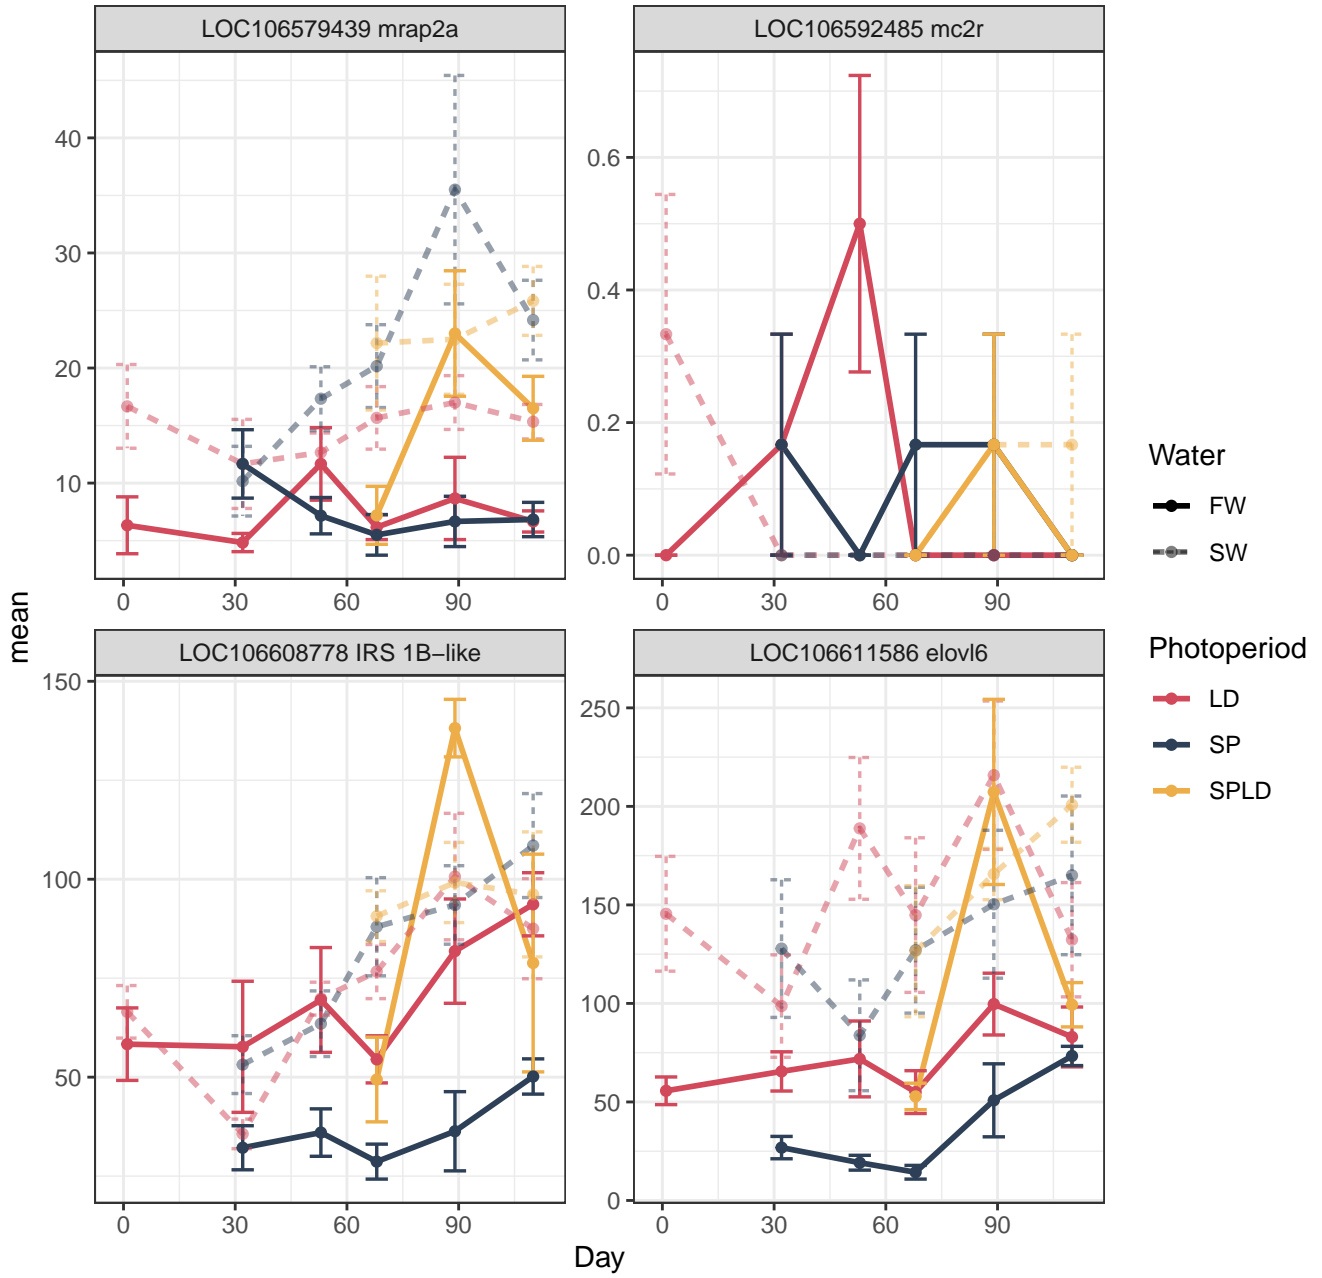 LOC106579439 mrap2a
LOC106592485 mc2r
40
30
20
10
0.6
0.4
0.2
0.0
0 30 60 90
0 30 60 90
mean
LOC106608778 IRS 1B−like
LOC106611586 elovl6
150
100
50
250
200
150
100
50
0
0 30 60 90
0 30 60 90
Day
Water
FW
SW
Photoperiod
LD
SP
SPLD